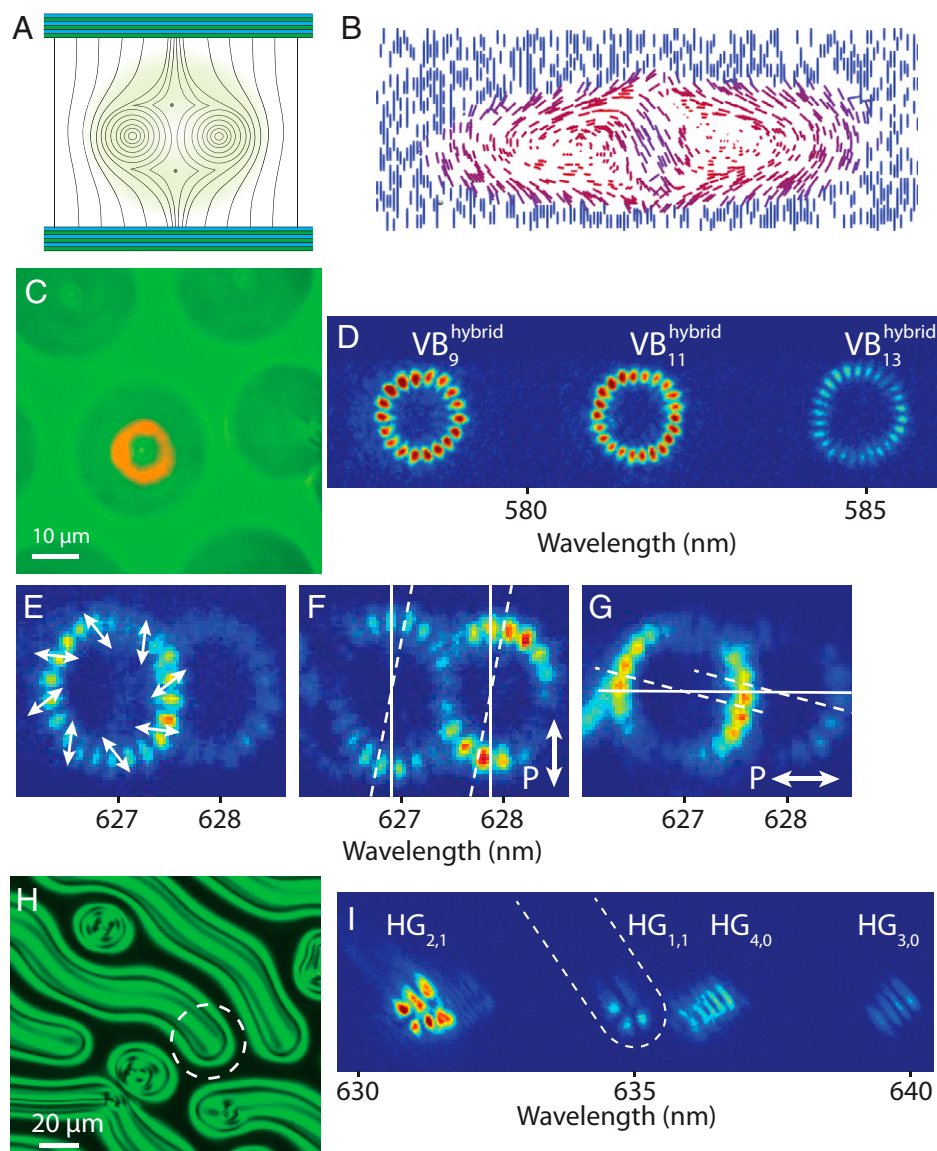 A
B
C
10 μm
D
VB9hybrid
VB11hybrid
VB13hybrid
580
585
Wavelength (nm)
E
F
G
P
P
627
628
627
628
627
628
Wavelength (nm)
H
20 μm
I
HG2,1
HG1,1
HG4,0
HG3,0
630
635
640
Wavelength (nm)